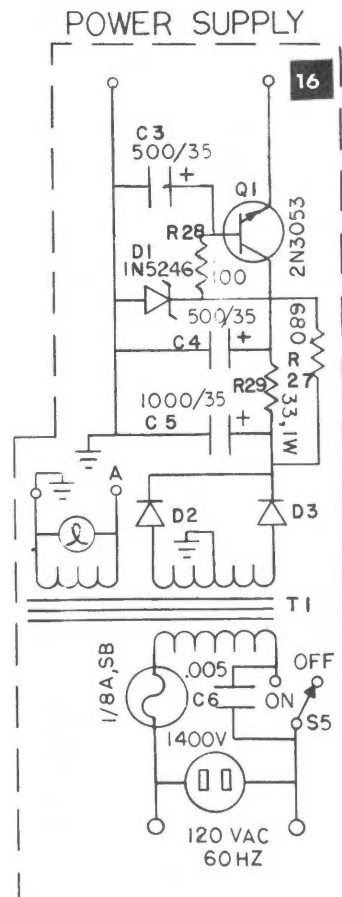 POWER SUPPLY
16
C3
500/35
+
Q1
2N3053
R28
100
D1
1N5246
500/35
C4
+
680
R
27
R29
33,1W
1000/35
C5
+
A
D2
D3
T1
1/8A,SB
.005
C6
1400V
OFF
ON
S5
120 VAC
60HZ